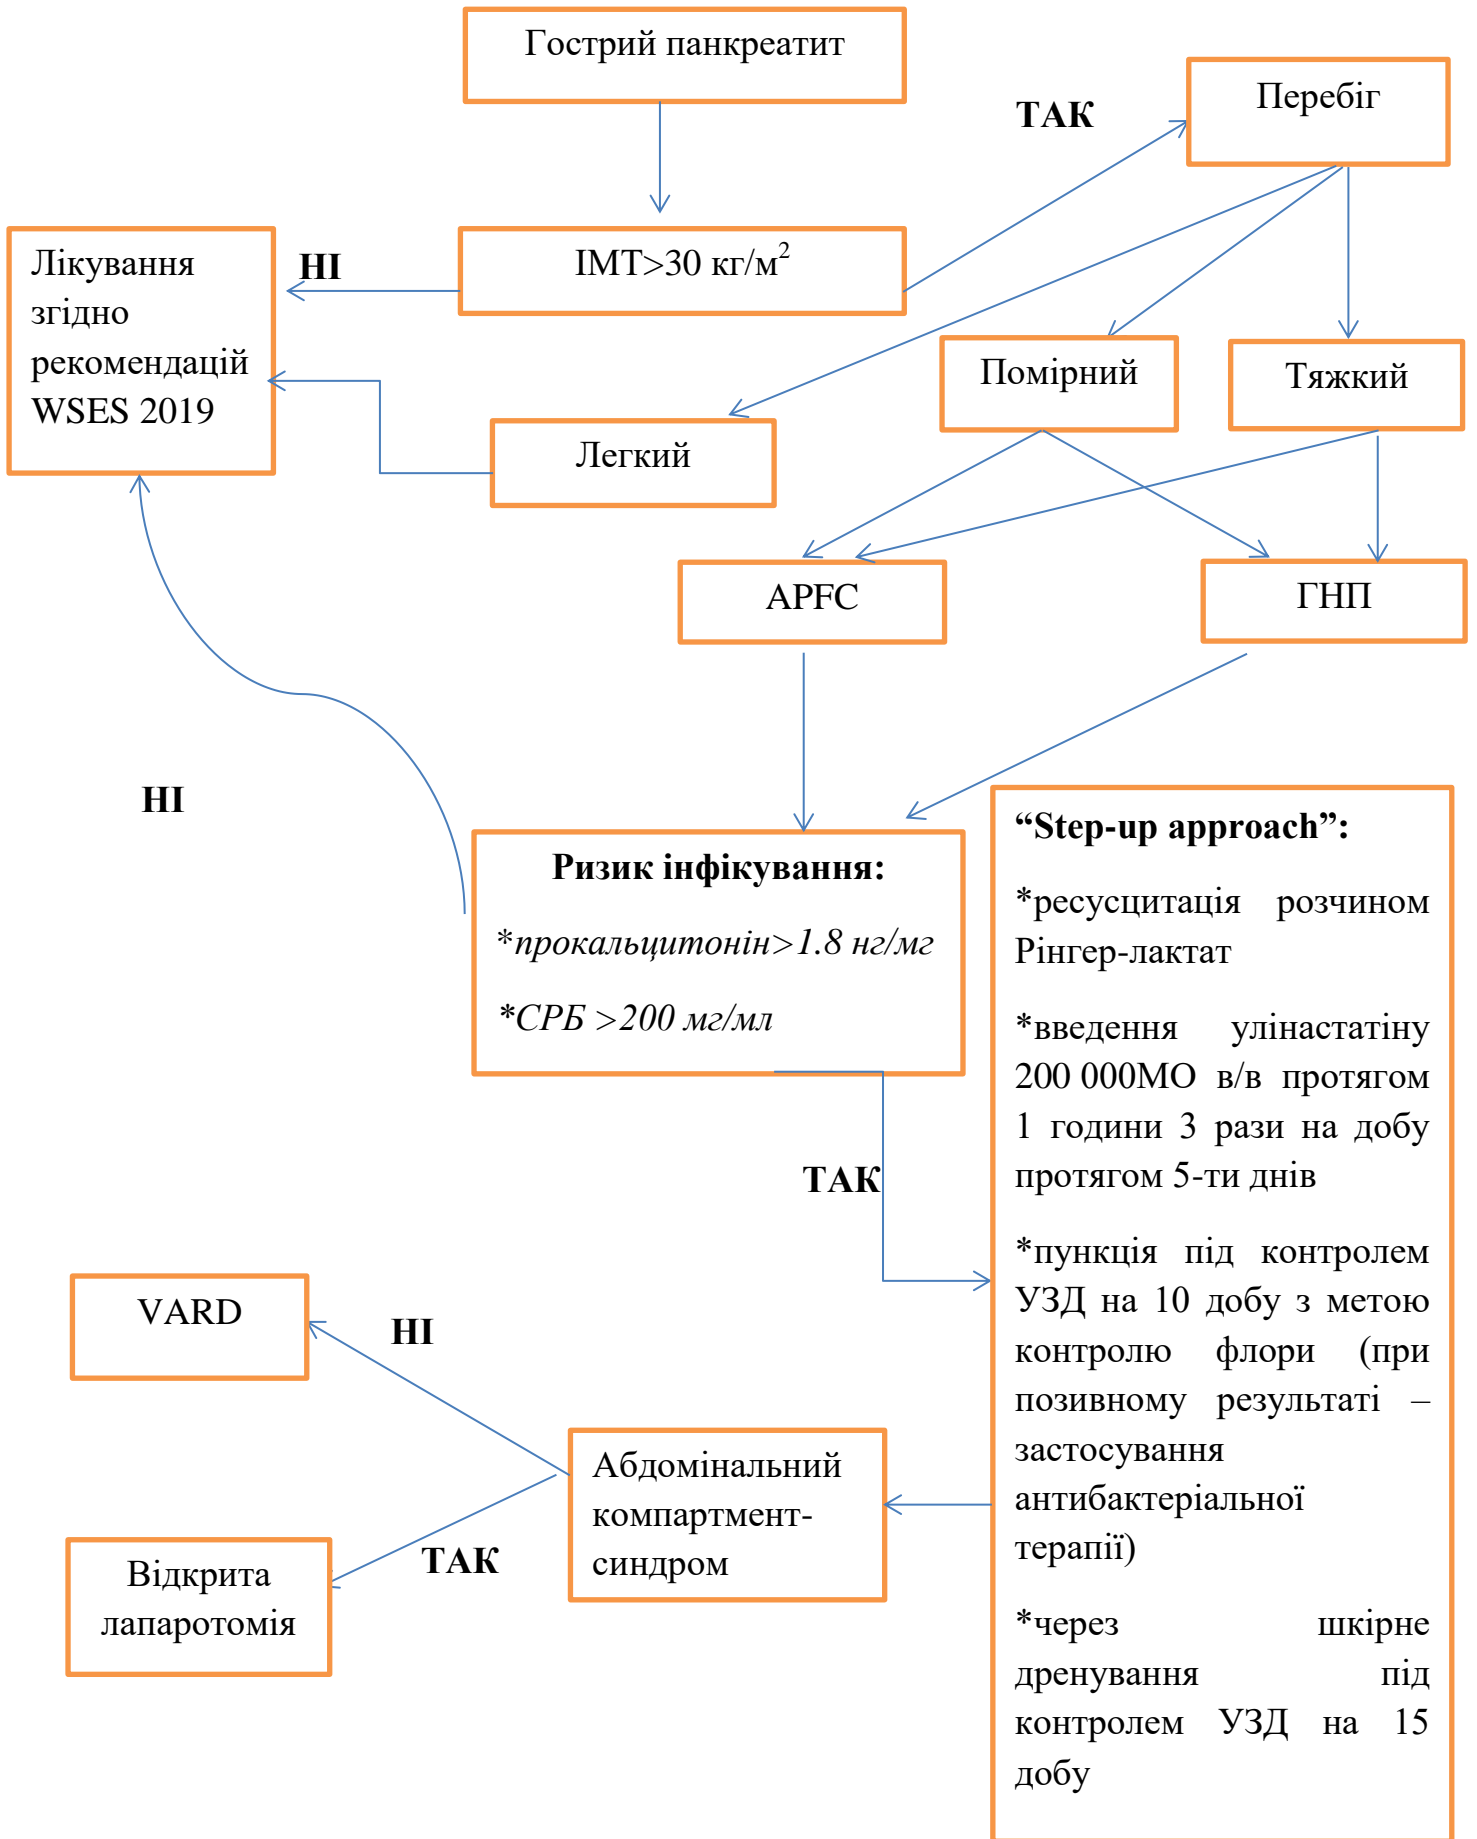 Гострий панкреатит
ТАК
Перебіг
ІМТ>30 кг/м²
НІ
Лікування
згідно
рекомендацій
WSES 2019
Помірний
Тяжкий
Легкий
APFC
ГНП
НІ
Ризик інфікування:
*прокальцитонін>1.8 нг/мг
*СРБ >200 мг/мл
ТАК
“Step-up approach”:
*ресусцитація розчином
Рінгер-лактат
*введення улінастатіну
200 000МО в/в протягом
1 години 3 рази на добу
протягом 5-ти днів
*пункція під контролем
УЗД на 10 добу з метою
контролю флори (при
позивному результаті –
застосування
антибактеріальної
терапії)
*через шкірне
дренування під
контролем УЗД на 15
добу
VARD
НІ
Абдомінальний
компартмент-
синдром
ТАК
Відкрита
лапаротомія